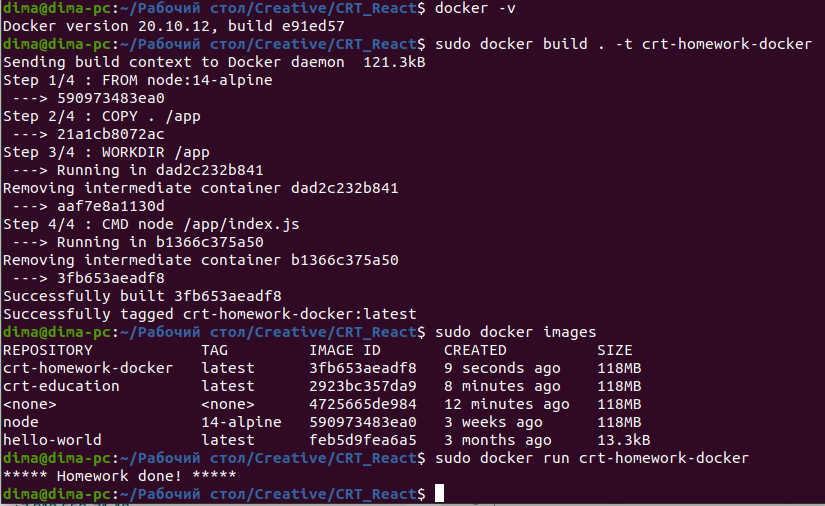 dima@dima-pc:~/Рабочий стол/Creative/CRT_React$ docker -v
Docker version 20.10.12, build e91ed57
dima@dima-pc:~/Рабочий стол/Creative/CRT_React$ sudo docker build . -t crt-homework-docker
Sending build context to Docker daemon  121.3kB
Step 1/4 : FROM node:14-alpine
 ---> 590973483ea0
Step 2/4 : COPY . /app
 ---> 21a1cb8072ac
Step 3/4 : WORKDIR /app
 ---> Running in dad2c232b841
Removing intermediate container dad2c232b841
 ---> aaf7e8a1130d
Step 4/4 : CMD node /app/index.js
 ---> Running in b1366c375a50
Removing intermediate container b1366c375a50
 ---> 3fb653aeadf8
Successfully built 3fb653aeadf8
Successfully tagged crt-homework-docker:latest
dima@dima-pc:~/Рабочий стол/Creative/CRT_React$ sudo docker images
REPOSITORY            TAG         IMAGE ID       CREATED          SIZE
crt-homework-docker   latest      3fb653aeadf8   9 seconds ago    118MB
crt-education         latest      2923bc357da9   8 minutes ago    118MB
<none>                <none>      4725665de984   12 minutes ago   118MB
node                  14-alpine   590973483ea0   3 weeks ago      118MB
hello-world           latest      feb5d9fea6a5   3 months ago     13.3kB
dima@dima-pc:~/Рабочий стол/Creative/CRT_React$ sudo docker run crt-homework-docker
***** Homework done! *****
dima@dima-pc:~/Рабочий стол/Creative/CRT_React$